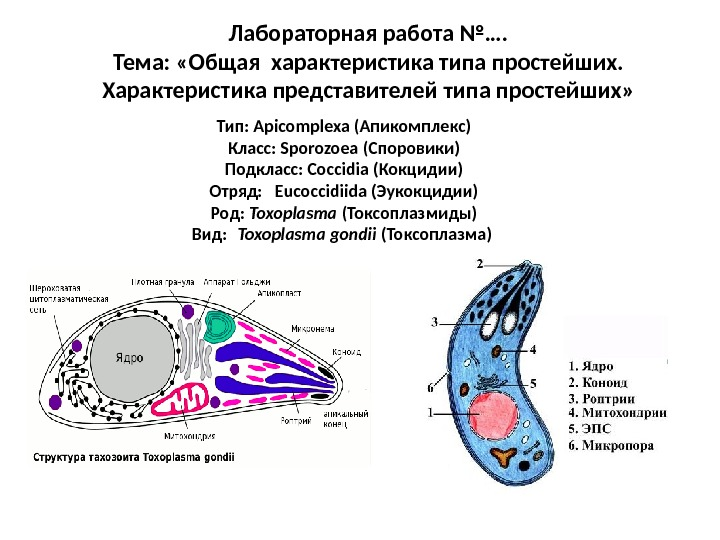 Лабораторная работа №….
Тема: «Общая характеристика типа простейших.
Характеристика представителей типа простейших»
Тип: Apicomplexa (Апикомплекс)
Класс: Sporozoea (Споровики)
Подкласс: Coccidia (Кокцидии)
Отряд: Eucoccidiida (Эукокцидии)
Род: Toxoplasma (Токсоплазмиды)
Вид: Toxoplasma gondii (Токсоплазма)
Шероховатая
цитоплазматическая
сеть
Плотная гранула
Аппарат Гольджи
Апикопласт
Микронема
Коноид
Ядро
апикальный
конец
Роптрий
Митохондрия
Структура тахозоита Toxoplasma gondii
2
3
4
5
6
1
1. Ядро
2. Коноид
3. Роптрии
4. Митохондрии
5. ЭПС
6. Микропора